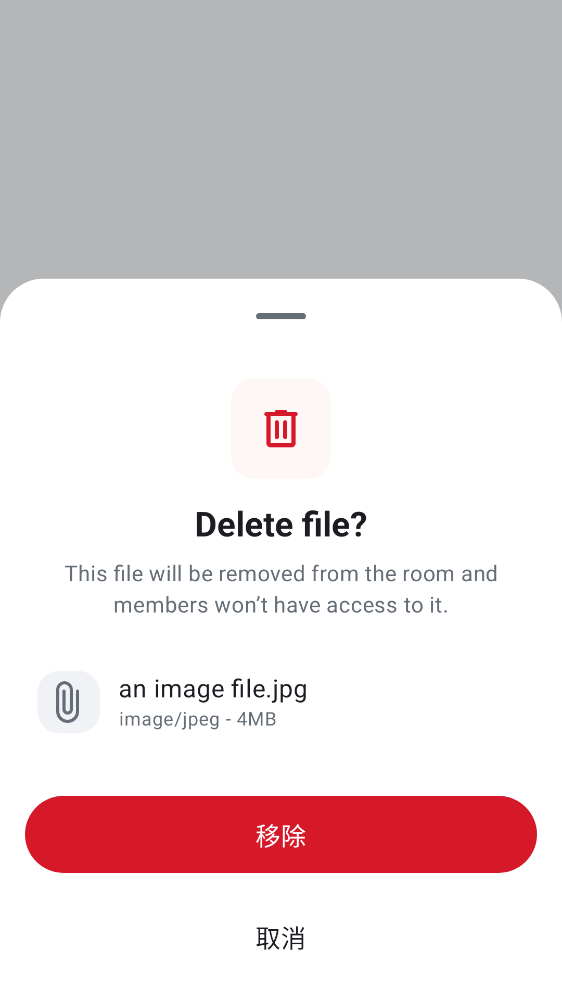 Delete file?
This file will be removed from the room and
members won’t have access to it.
an image file.jpg
image/jpeg - 4MB
移除
取消